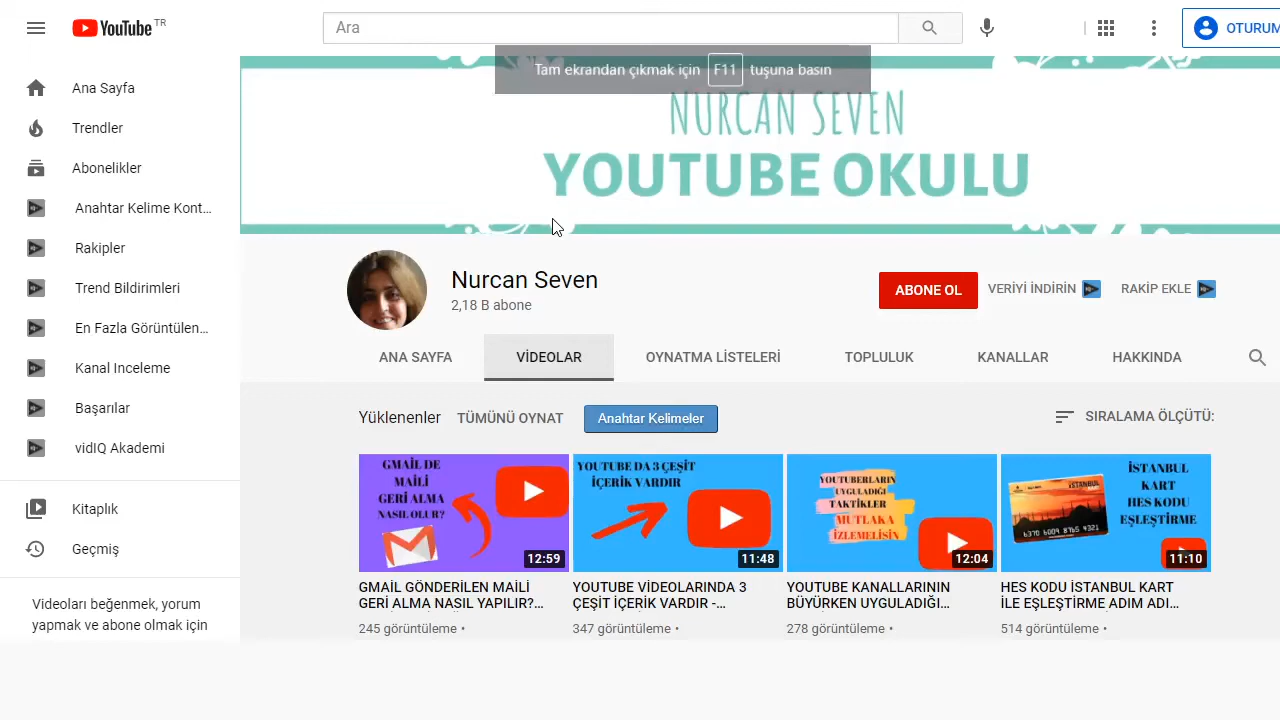 YouTube TR
Ara
OTURUM
Tam ekrandan çıkmak için F11 tuşuna basın
NURCAN SEVEN
YOUTUBE OKULU
Ana Sayfa
Trendler
Abonelikler
Anahtar Kelime Kont...
Rakipler
Trend Bildirimleri
En Fazla Görüntülen...
Kanal Inceleme
Başarılar
vidIQ Akademi
Kitaplık
Geçmiş
Videoları beğenmek, yorum
yapmak ve abone olmak için
Nurcan Seven
2,18 B abone
ABONE OL
VERİYİ İNDİRİN
RAKİP EKLE
ANA SAYFA
VİDEOLAR
OYNATMA LİSTELERİ
TOPLULUK
KANALLAR
HAKKINDA
Yüklenenler
TÜMÜNÜ OYNAT
Anahtar Kelimeler
SIRALAMA ÖLÇÜTÜ:
GMAİL DE
MAİLİ
GERİ ALMA
NASIL OLUR?
12:59
GMAİL GÖNDERİLEN MAİLİ
GERİ ALMA NASIL YAPILIR?...
245 görüntüleme •
YOUTUBE DA 3 ÇEŞİT
İÇERİK VARDIR
11:48
YOUTUBE VİDEOLARINDA 3
ÇEŞİT İÇERİK VARDIR -...
347 görüntüleme •
YOUTUBERLARIN
UYGULADIĞI
TAKTİKLER
MUTLAKA
İZLEMELİSİN
12:04
YOUTUBE KANALLARININ
BÜYÜRKEN UYGULADIĞI...
278 görüntüleme •
İSTANBUL
KART
HES KODU
EŞLEŞTİRME
iSTANBUL
6370 6004 8765 4321
11:10
HES KODU İSTANBUL KART
İLE EŞLEŞTİRME ADIM ADI...
514 görüntüleme •